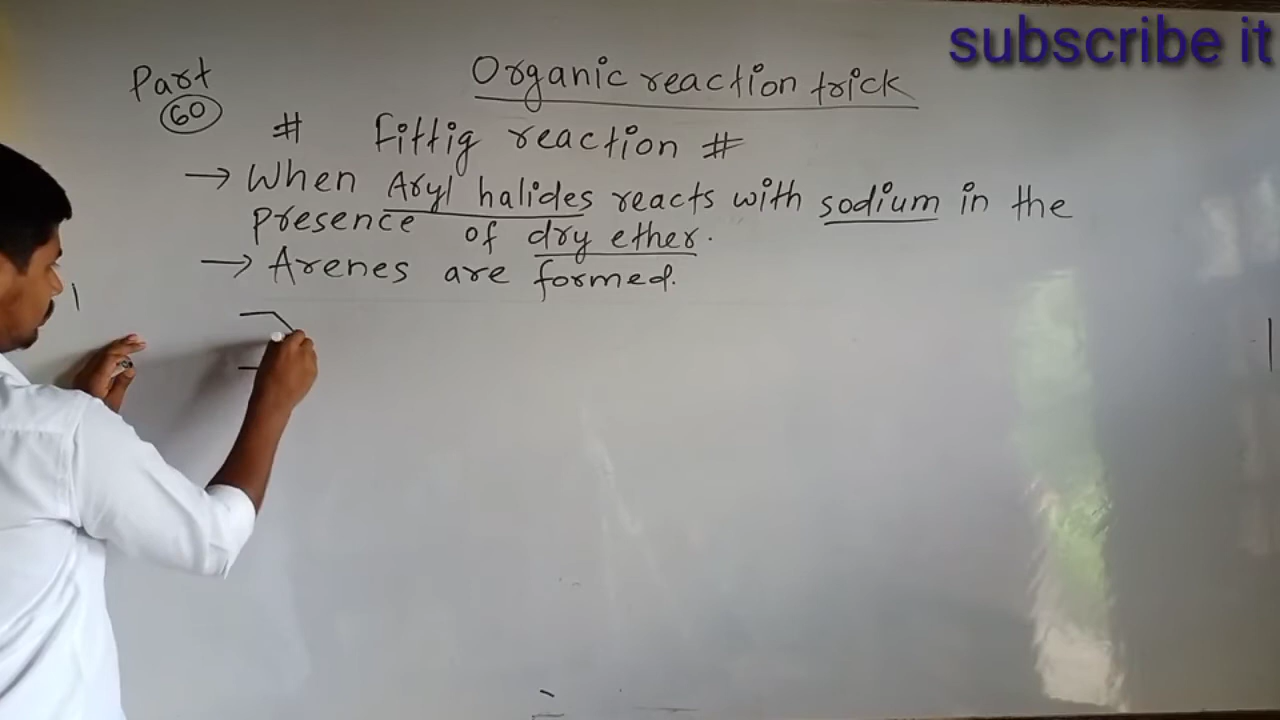 subscribe it
Part
60
Organic reaction trick
# Fittig reaction #
→ When Aryl halides reacts with sodium in the
presence of dry ether.
→ Arenes are formed.